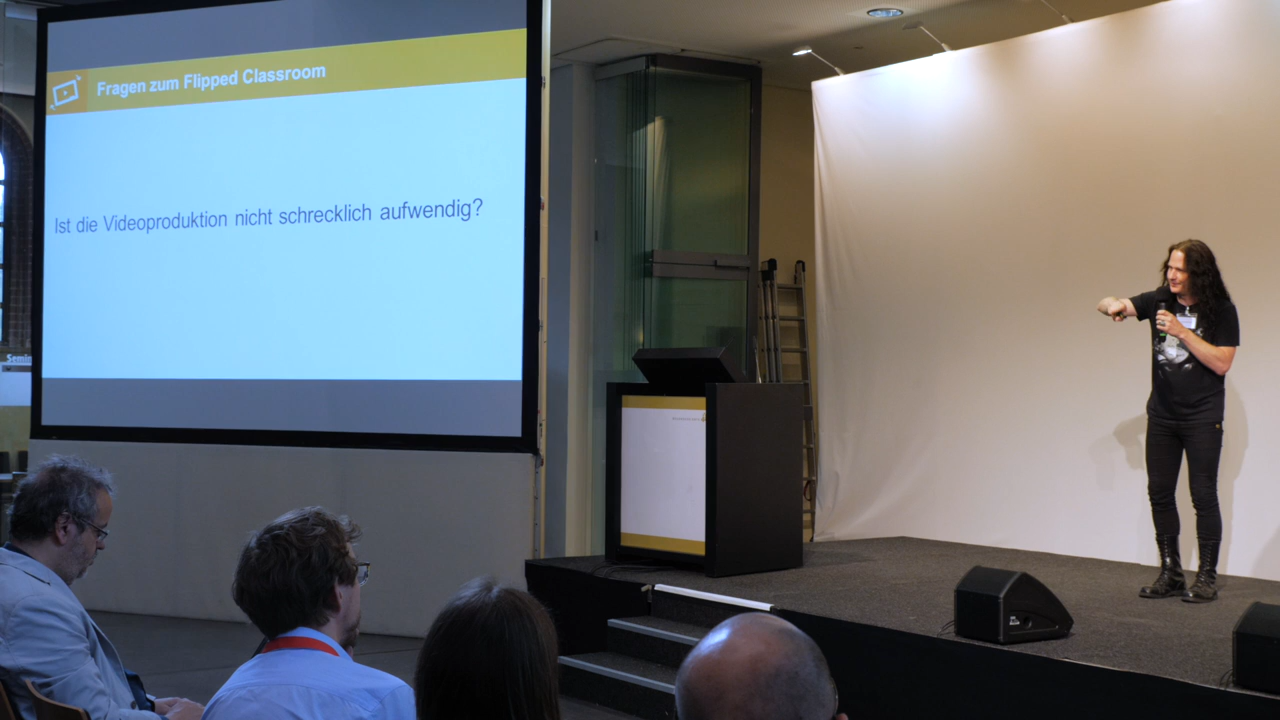 Fragen zum Flipped Classroom
Ist die Videoproduktion nicht schrecklich aufwendig?